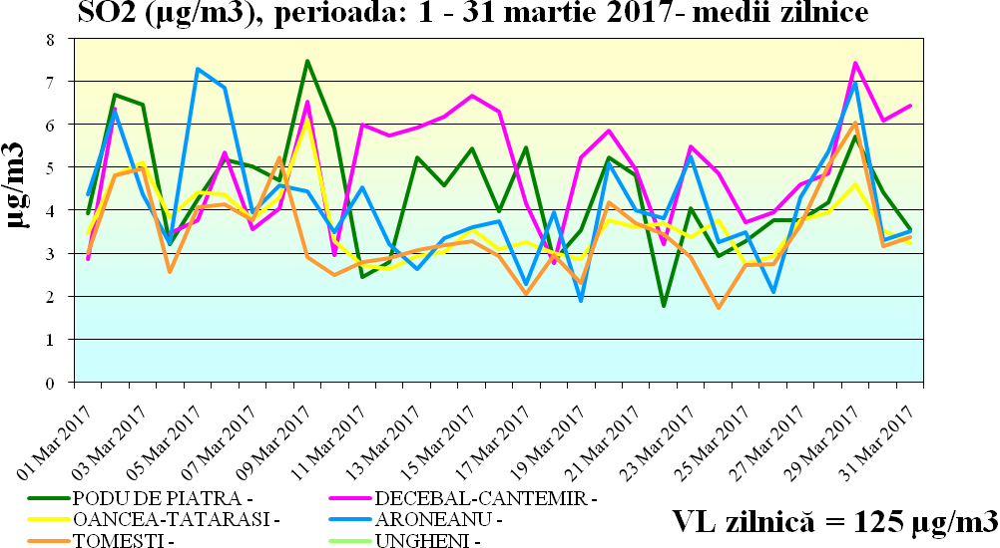 SO2 (µg/m3), perioada: 1 - 31 martie 2017- medii zilnice
µg/m3
8
7
6
5
4
3
2
1
0
01 Mar 2017
03 Mar 2017
05 Mar 2017
07 Mar 2017
09 Mar 2017
11 Mar 2017
13 Mar 2017
15 Mar 2017
17 Mar 2017
19 Mar 2017
21 Mar 2017
23 Mar 2017
25 Mar 2017
27 Mar 2017
29 Mar 2017
31 Mar 2017
PODU DE PIATRA - DECEBAL-CANTEMIR -
OANCEA-TATARASI - ARONEANU -
TOMESTI - UNGHENI -
VL zilnică = 125 µg/m3